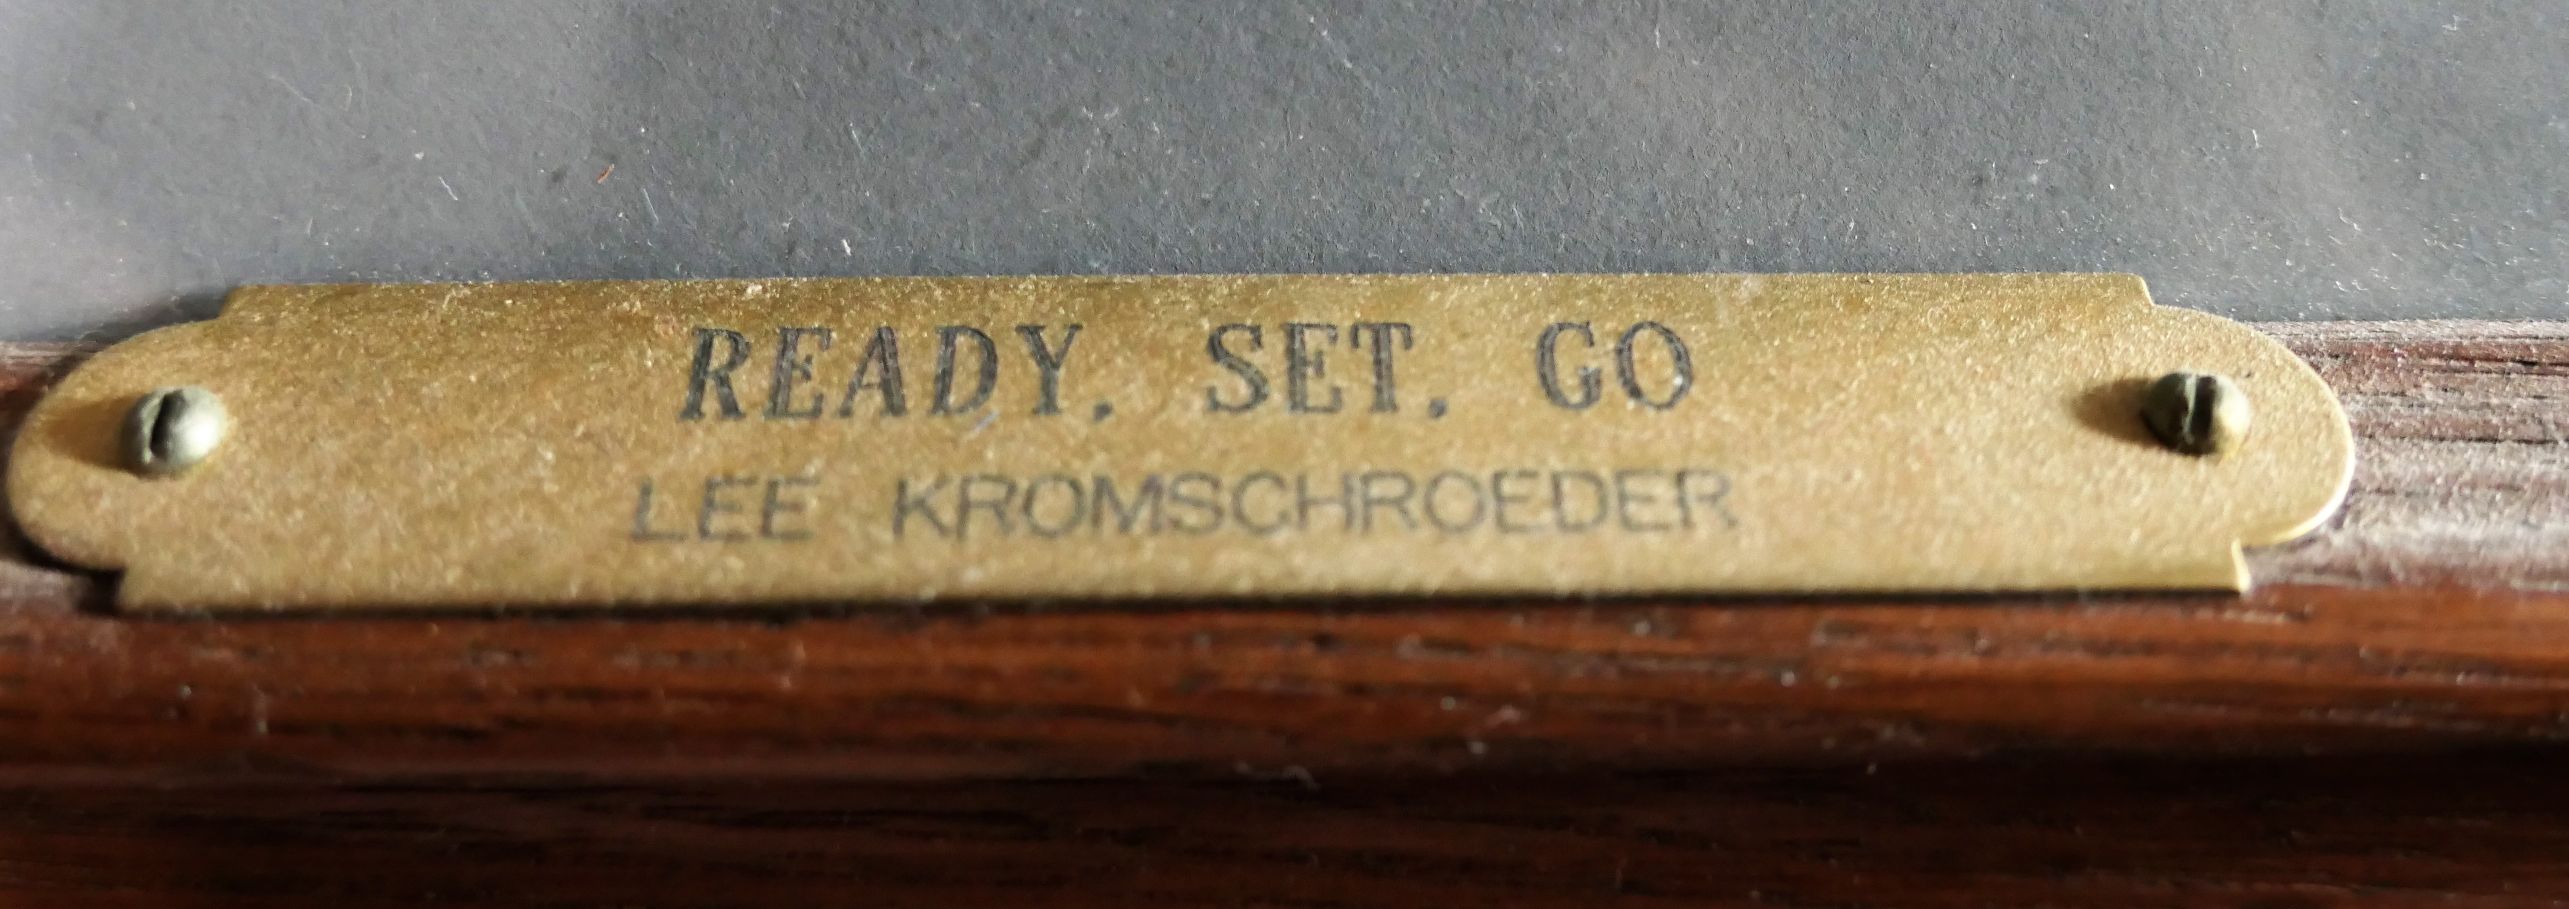 READY. SET. GO
LEE KROMSCHROEDER